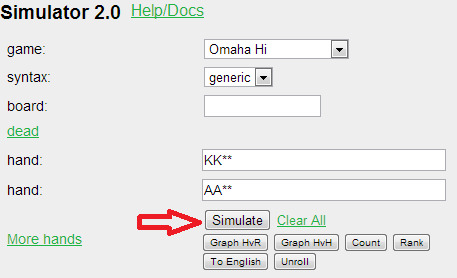 Simulator 2.0 Help/Docs
game: Omaha Hi
syntax: generic
board:
dead
hand: KK**
hand: AA**
Simulate Clear All
More hands Graph HvR Graph HvH Count Rank
To English Unroll